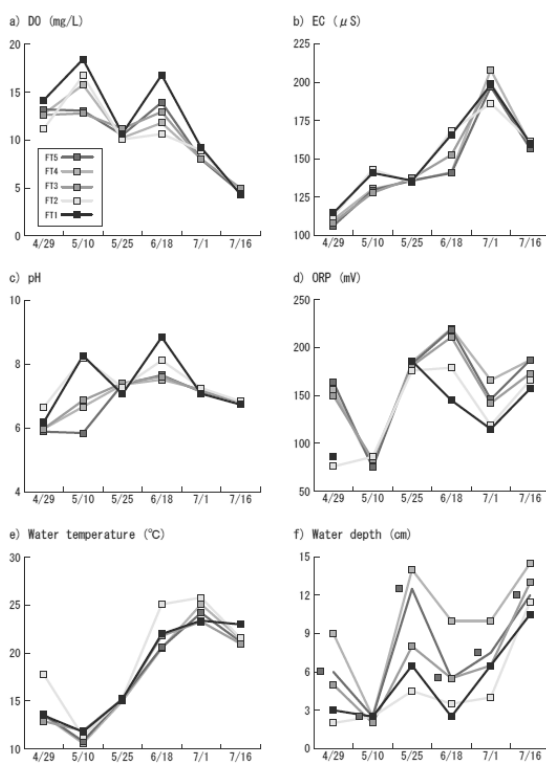 a) DO (mg/L)
20
15
10
5
0
FT5
FT4
FT3
FT2
FT1
4/29 5/10 5/25 6/18 7/1 7/16
b) EC (μS)
225
200
175
150
125
100
4/29 5/10 5/25 6/18 7/1 7/16
c) pH
10
8
6
4
4/29 5/10 5/25 6/18 7/1 7/16
d) ORP (mV)
250
200
150
100
50
4/29 5/10 5/25 6/18 7/1 7/16
e) Water temperature (℃)
30
25
20
15
10
4/29 5/10 5/25 6/18 7/1 7/16
f) Water depth (cm)
15
12
9
6
3
0
4/29 5/10 5/25 6/18 7/1 7/16